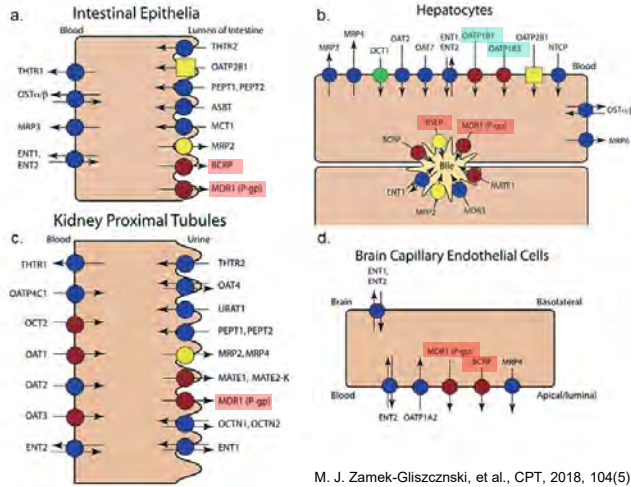 a. Intestinal Epithelia
Blood
Lumen of Intestine
THTR1
OSTα/β
MRP3
ENT1,
ENT2
THTR2
OATP2B1
PEPT1, PEPT2
ASBT
MCT1
MRP2
BCRP
MDR1 (P-gp)
b. Hepatocytes
MRP3
MRP4
OCT1
OAT2
OAT7
ENT1,
ENT2
OATP1B1
OATP1B3
OATP2B1
NTCP
Blood
OSTα/β
MRP6
BCRP
BSEP
MDR1 (P-gp)
Bile
MATE1
ENT1
MRP2
MDR3
Kidney Proximal Tubules
c. Blood
Urine
THTR1
OATP4C1
OCT2
OAT1
OAT2
OAT3
ENT2
THTR2
OAT4
URAT1
PEPT1, PEPT2
MRP2, MRP4
MATE1, MATE2-K
MDR1 (P-gp)
OCTN1, OCTN2
ENT1
d. Brain Capillary Endothelial Cells
ENT1,
ENT2
Brain
Basolateral
MDR1 (P-gp)
BCRP
MRP4
Blood
Apical/luminal
ENT2
OATP1A2
M. J. Zamek-Gliszcznski, et al., CPT, 2018, 104(5)